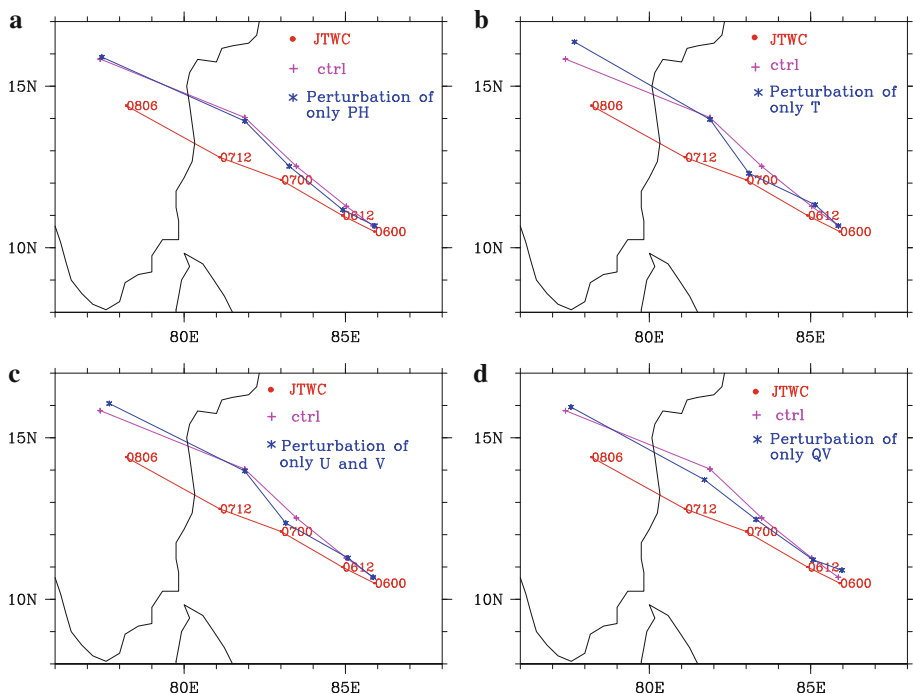 a
JTWC
ctrl
Perturbation of
only PH
15N
10N
80E
85E
0806
0712
0700
0612
0600
b
JTWC
ctrl
Perturbation of
only T
15N
10N
80E
85E
0806
0712
0700
0612
0600
c
JTWC
ctrl
Perturbation of
only U and V
15N
10N
80E
85E
0806
0712
0700
0612
0600
d
JTWC
ctrl
Perturbation of
only QV
15N
10N
80E
85E
0806
0712
0700
0612
0600